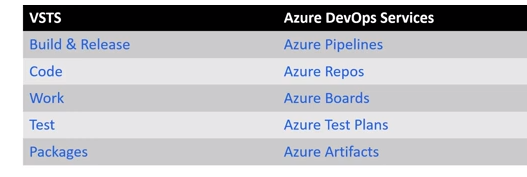 VSTS Azure DevOps Services
Build & Release Azure Pipelines
Code Azure Repos
Work Azure Boards
Test Azure Test Plans
Packages Azure Artifacts